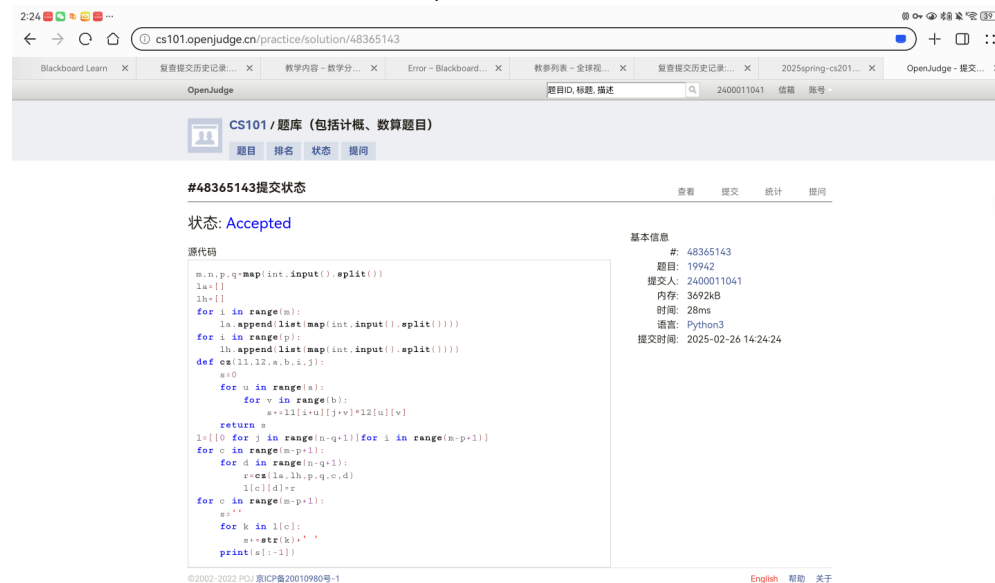 2:24
39
cs101.openjudge.cn/practice/solution/48365143
Blackboard Learn × 复查提交历史记录:... × 教学内容 – 数学分... × Error – Blackboard... × 教参列表 – 全球视... × 复查提交历史记录:... × 2025spring-cs201... × OpenJudge - 提交...
OpenJudge 题目ID, 标题, 描述 2400011041 信箱 账号
CS101 / 题库（包括计概、数算题目）
题目 排名 状态 提问
#48365143提交状态 查看 提交 统计 提问
状态: Accepted
源代码
m,n,p,q=map(int,input().split())
la=[]
lh=[]
for i in range(m):
    la.append(list(map(int,input().split())))
for i in range(p):
    lh.append(list(map(int,input().split())))
def cz(l1,l2,a,b,i,j):
    s=0
    for u in range(a):
        for v in range(b):
            s+=l1[i+u][j+v]*l2[u][v]
    return s
l=[[0 for j in range(n-q+1)]for i in range(m-p+1)]
for c in range(m-p+1):
    for d in range(n-q+1):
        r=cz(la,lh,p,q,c,d)
        l[c][d]=r
for c in range(m-p+1):
    s=''
    for k in l[c]:
        s+=str(k)+' '
    print(s[:-1])
基本信息
#: 48365143
题目: 19942
提交人: 2400011041
内存: 3692kB
时间: 28ms
语言: Python3
提交时间: 2025-02-26 14:24:24
©2002-2022 POJ 京ICP备20010980号-1 English 帮助 关于